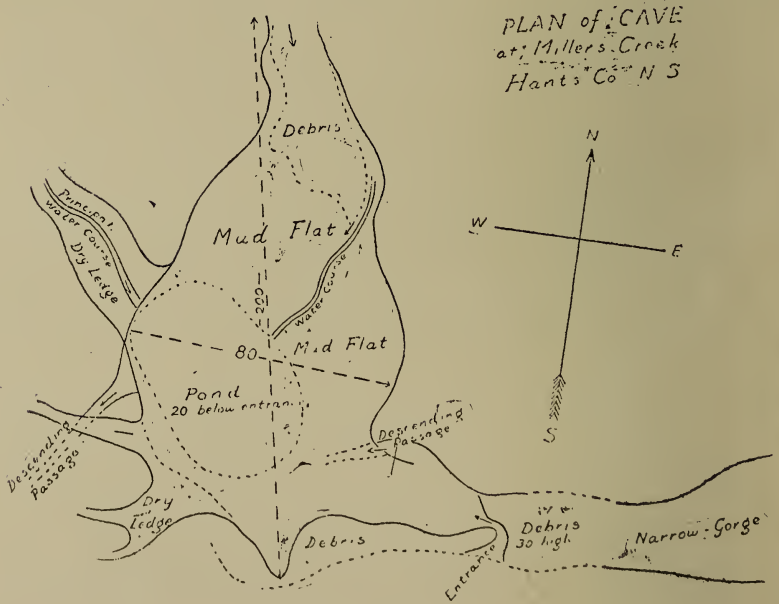 PLAN of CAVE
at Millers Creek
Hants Co N S
N
W
E
S
Debris
Principal
Water Course
Dry Ledge
Mud Flat
200
Water Course
80
Mud Flat
Pond
20 below entrance
Descending
Passage
Descending
Passage
Dry
Ledge
Debris
Entrance
Debris
30 high
Narrow Gorge